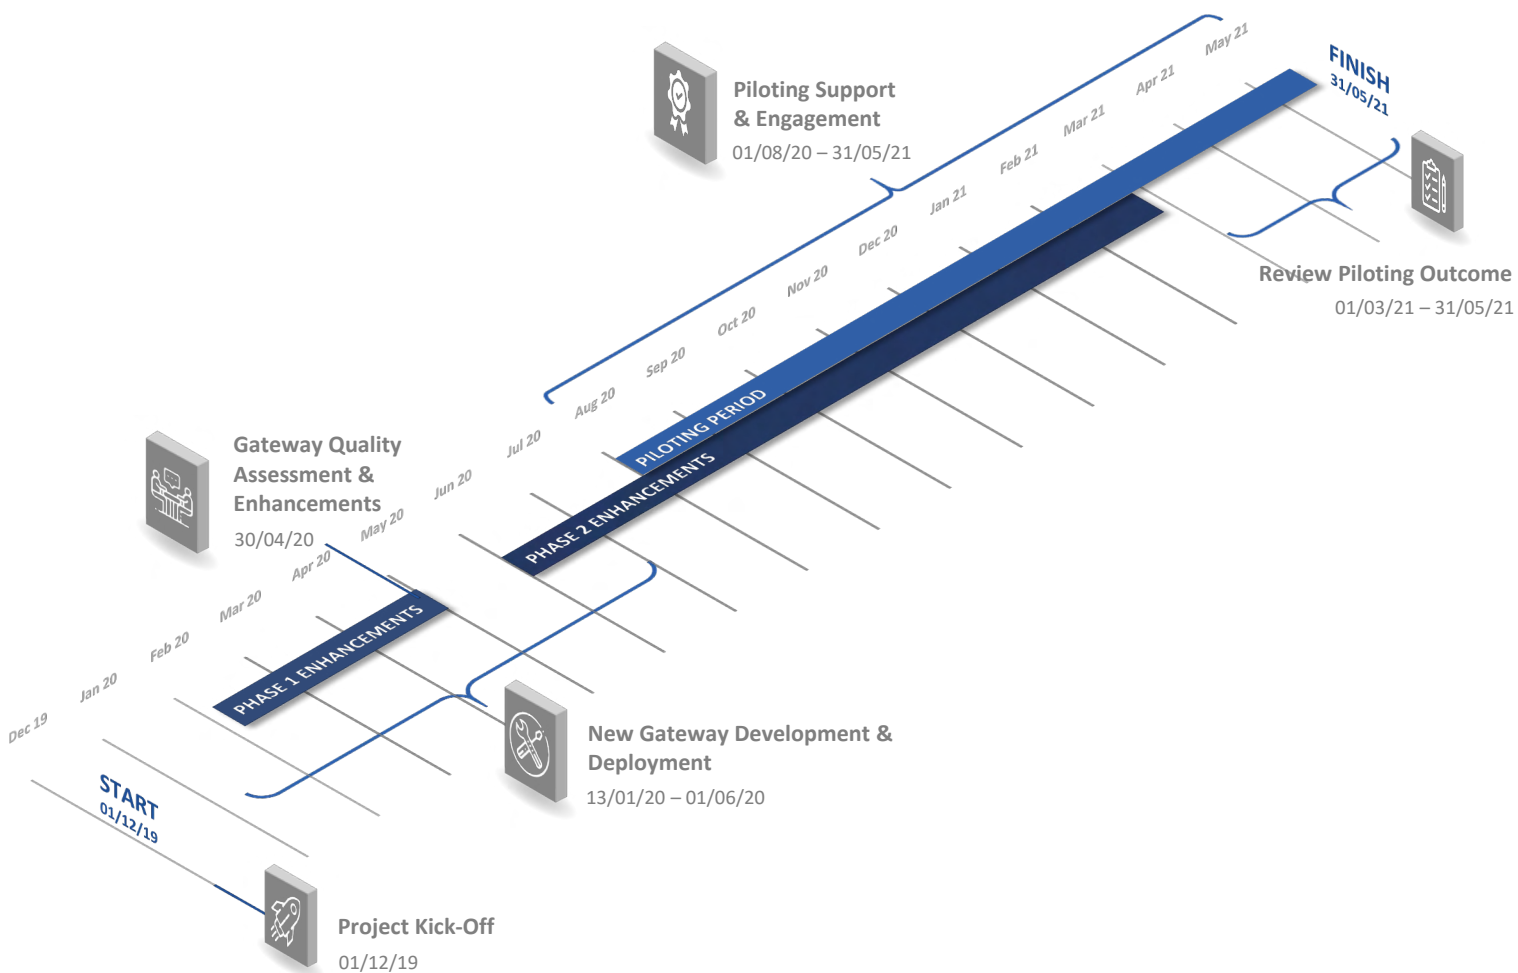 FINISH
31/05/21
May 21
Apr 21
Mar 21
Feb 21
Jan 21
Dec 20
Nov 20
Oct 20
Sep 20
Aug 20
Jul 20
Jun 20
May 20
Apr 20
Mar 20
Feb 20
Jan 20
Dec 19
Piloting Support
& Engagement
01/08/20 – 31/05/21
Review Piloting Outcome
01/03/21 – 31/05/21
PILOTING PERIOD
PHASE 2 ENHANCEMENTS
Gateway Quality
Assessment &
Enhancements
30/04/20
PHASE 1 ENHANCEMENTS
New Gateway Development &
Deployment
13/01/20 – 01/06/20
START
01/12/19
Project Kick-Off
01/12/19